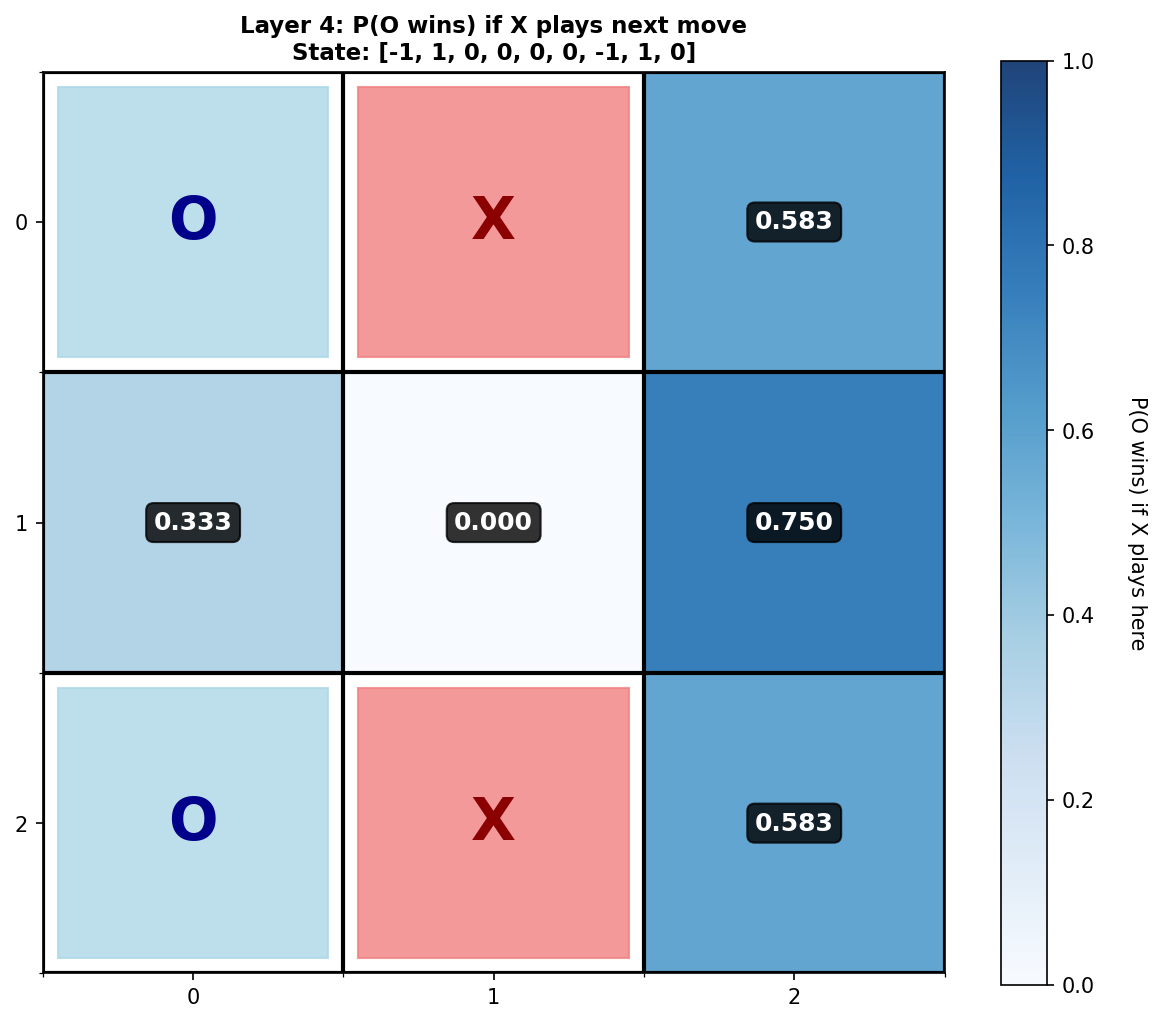 Layer 4: P(O wins) if X plays next move
State: [-1, 1, 0, 0, 0, 0, -1, 1, 0]
O
X
0.583
0.333
0.000
0.750
O
X
0.583
0
1
2
0
1
2
1.0
0.8
0.6
0.4
0.2
0.0
P(O wins) if X plays here